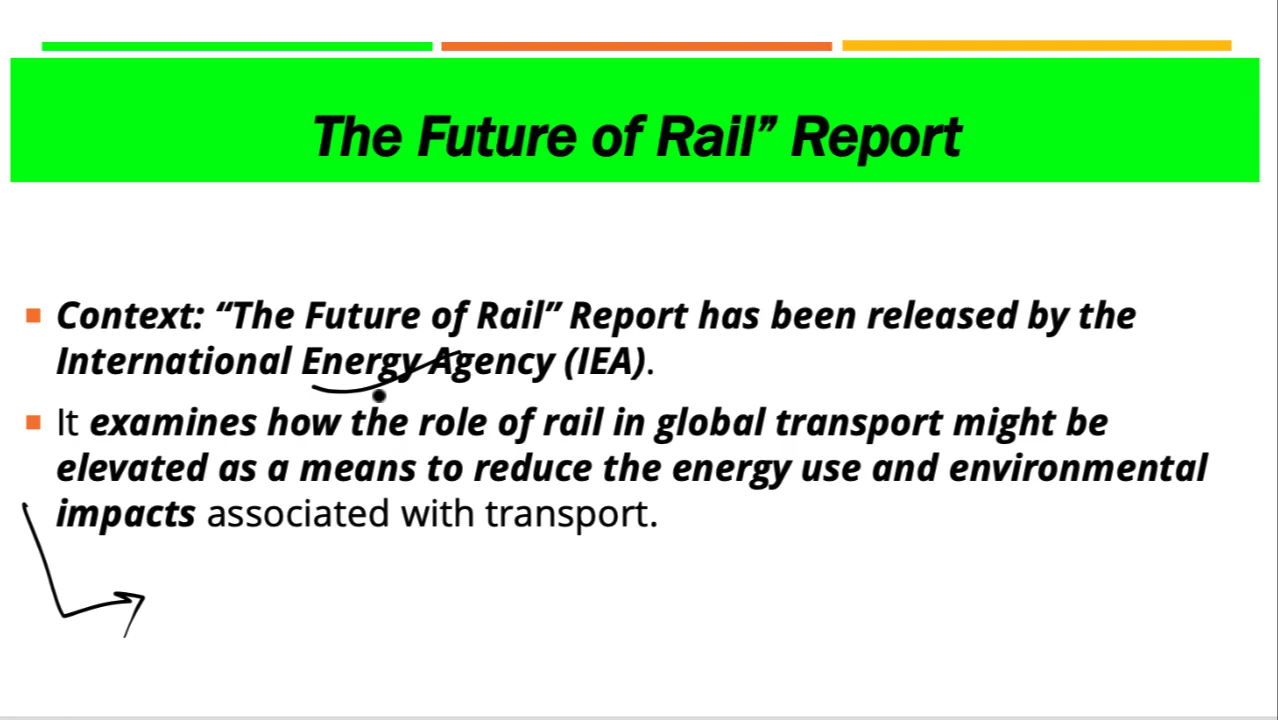 The Future of Rail” Report
Context: “The Future of Rail” Report has been released by the
International Energy Agency (IEA).
It examines how the role of rail in global transport might be
elevated as a means to reduce the energy use and environmental
impacts associated with transport.